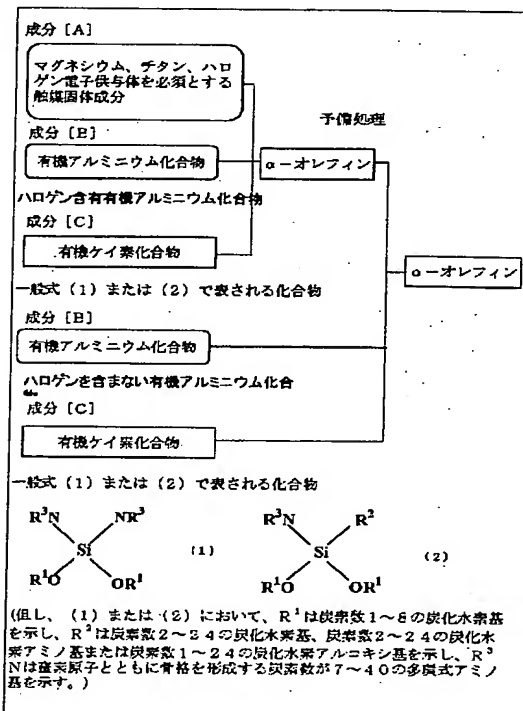 成分［A］
マグネシウム、チタン、ハロ
ゲン電子供与体を必須とする
触媒固体成分
予備処理
成分［B］
有機アルミニウム化合物
α－オレフィン
ハロゲン含有有機アルミニウム化合物
成分［C］
有機ケイ素化合物
α－オレフィン
一般式（1）または（2）で表される化合物
成分［B］
有機アルミニウム化合物
ハロゲンを含まない有機アルミニウム化合
成分［C］
有機ケイ素化合物
一般式（1）または（2）で表される化合物
R³N NR³ R³N R²
Si (1) Si (2)
R¹O OR¹ R¹O OR¹
(但し、（1）または（2）において、R¹は炭素数1～8の炭化水素基
を示し、R²は炭素数2～24の炭化水素基、炭素数2～24の炭化水
素アミノ基または炭素数1～24の炭化水素アルコキシ基を示し、R³
Nは窒素原子とともに骨格を形成する炭素数が7～40の多環式アミノ
基を示す。)